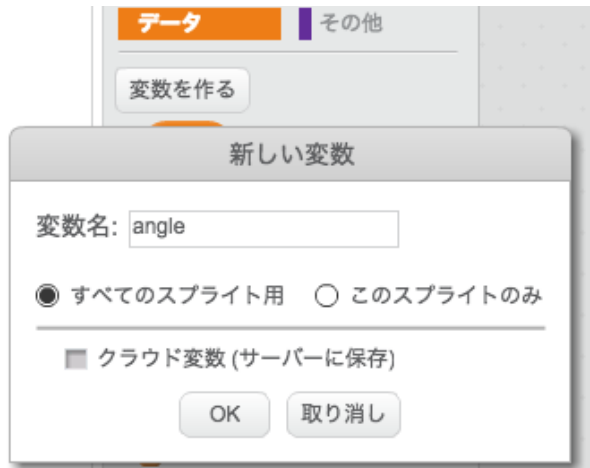 データ その他
変数を作る
新しい変数
変数名: angle
すべてのスプライト用 このスプライトのみ
クラウド変数 (サーバーに保存)
OK 取り消し